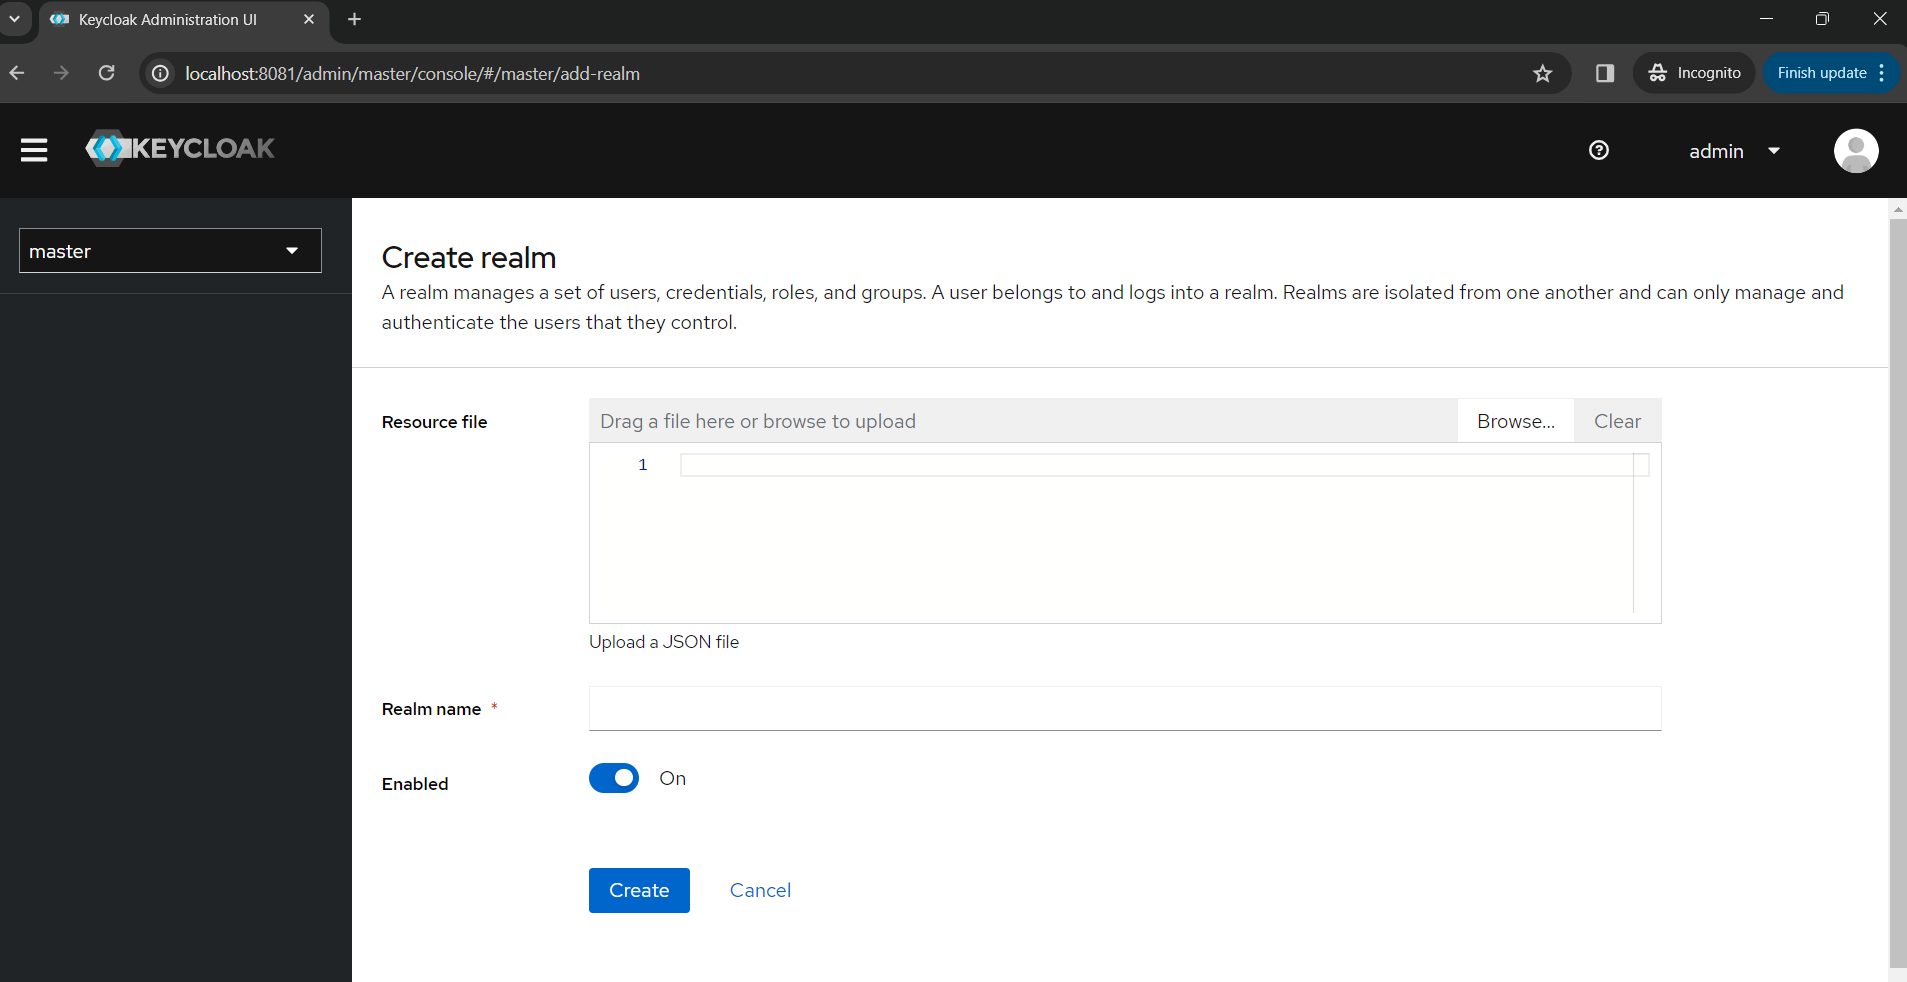 Keycloak Administration UI
localhost:8081/admin/master/console/#/master/add-realm
Incognito
Finish update
KEYCLOAK
admin
master
Create realm
A realm manages a set of users, credentials, roles, and groups. A user belongs to and logs into a realm. Realms are isolated from one another and can only manage and
authenticate the users that they control.
Resource file
Drag a file here or browse to upload
Browse...
Clear
1
Upload a JSON file
Realm name *
Enabled
On
Create
Cancel